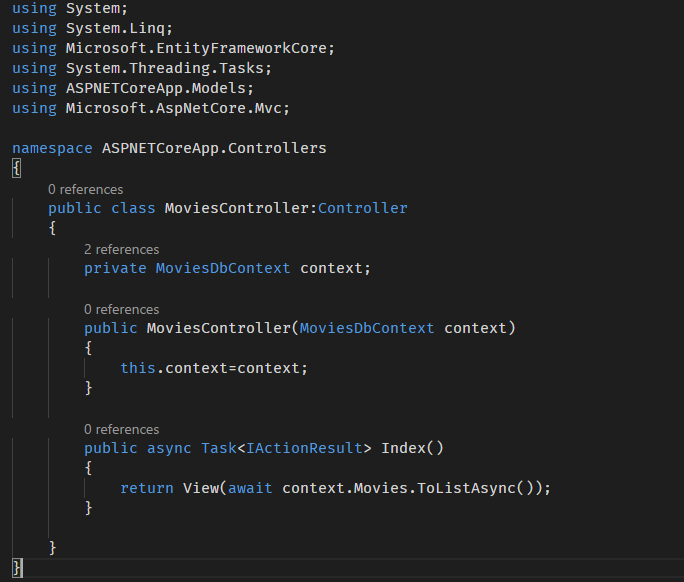 using System;
using System.Linq;
using Microsoft.EntityFrameworkCore;
using System.Threading.Tasks;
using ASPNETCoreApp.Models;
using Microsoft.AspNetCore.Mvc;
namespace ASPNETCoreApp.Controllers
{
0 references
public class MoviesController:Controller
{
2 references
private MoviesDbContext context;
0 references
public MoviesController(MoviesDbContext context)
{
this.context=context;
}
0 references
public async Task<IActionResult> Index()
{
return View(await context.Movies.ToListAsync());
}
}
}